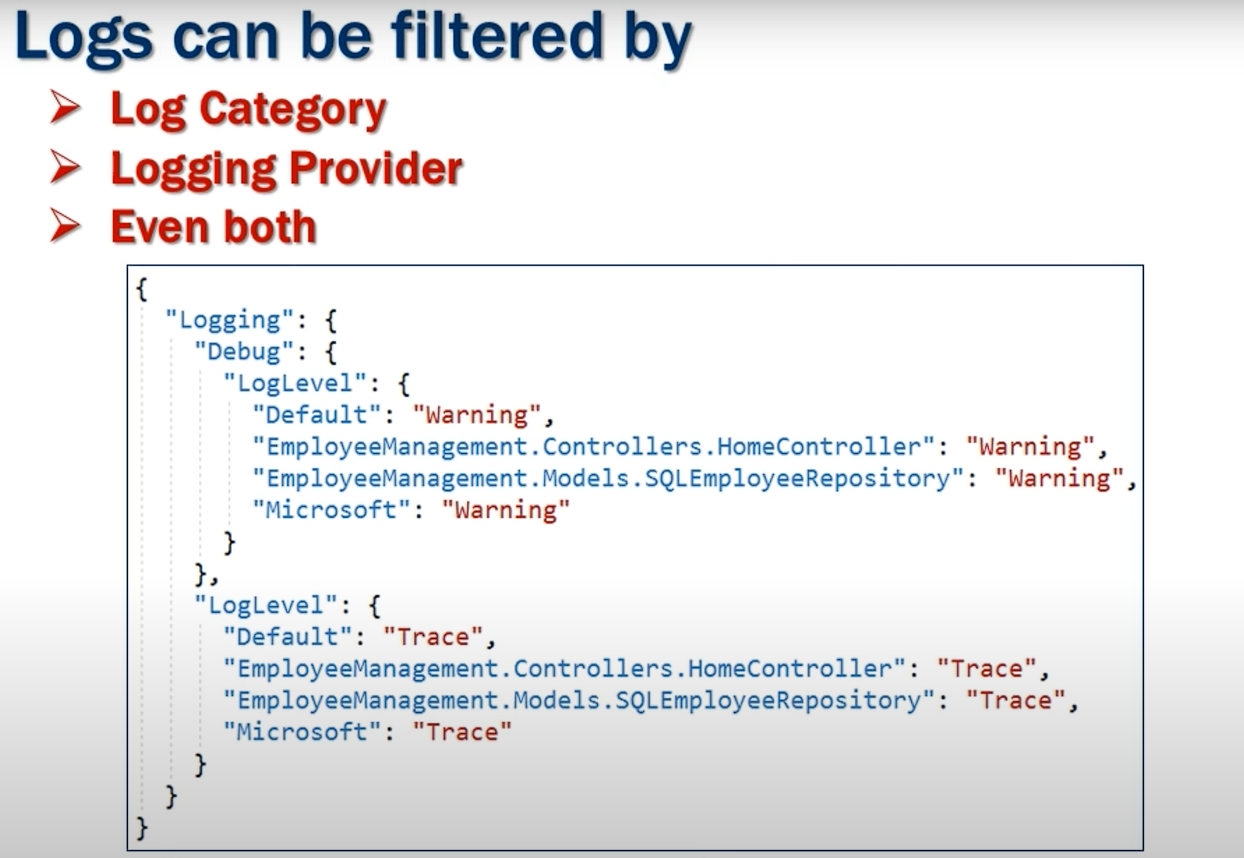 Logs can be filtered by
Log Category
Logging Provider
Even both
{
"Logging": {
"Debug": {
"LogLevel": {
"Default": "Warning",
"EmployeeManagement.Controllers.HomeController": "Warning",
"EmployeeManagement.Models.SQLEmployeeRepository": "Warning",
"Microsoft": "Warning"
}
},
"LogLevel": {
"Default": "Trace",
"EmployeeManagement.Controllers.HomeController": "Trace",
"EmployeeManagement.Models.SQLEmployeeRepository": "Trace",
"Microsoft": "Trace"
}
}
}